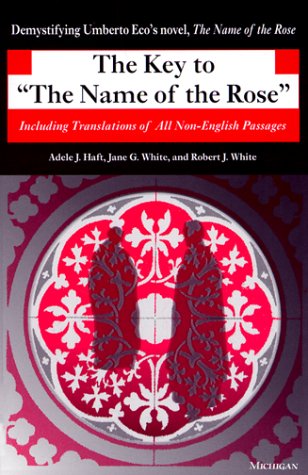 Demystifying Umberto Eco's novel, The Name of the Rose
The Key to
"The Name of the Rose"
Including Translations of All Non-English Passages
Adele J. Haft, Jane G. White, and Robert J. White
MICHIGAN